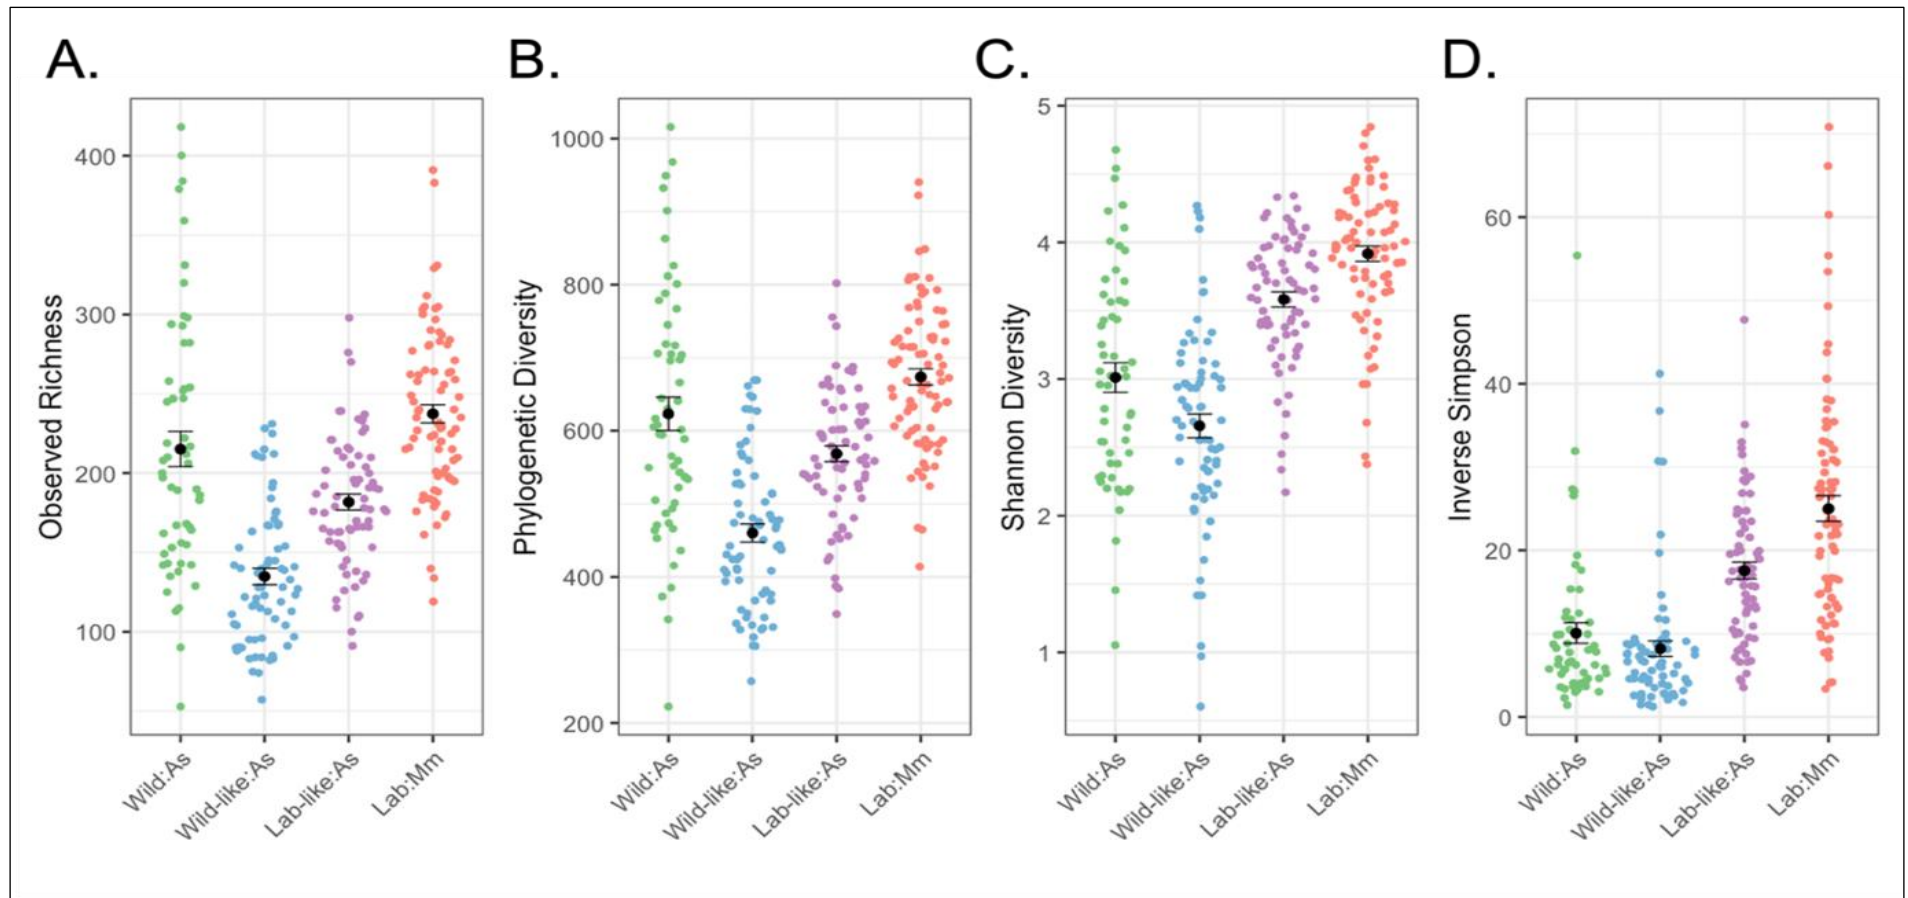 A.
Observed Richness
400
300
200
100
Wild:As
Wild-like:As
Lab-like:As
Lab:Mm
B.
Phylogenetic Diversity
1000
800
600
400
200
Wild:As
Wild-like:As
Lab-like:As
Lab:Mm
C.
Shannon Diversity
5
4
3
2
1
Wild:As
Wild-like:As
Lab-like:As
Lab:Mm
D.
Inverse Simpson
60
40
20
0
Wild:As
Wild-like:As
Lab-like:As
Lab:Mm